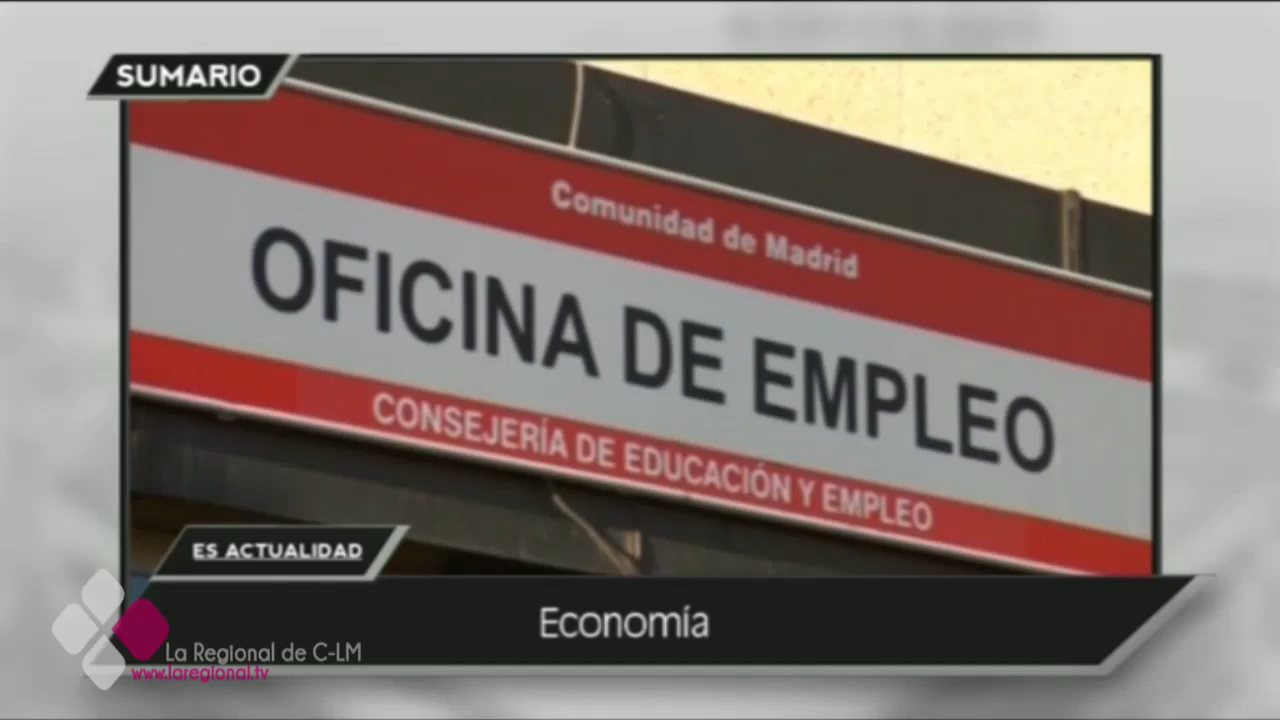 SUMARIO
Comunidad de Madrid
OFICINA DE EMPLEO
CONSEJERÍA DE EDUCACIÓN Y EMPLEO
ES ACTUALIDAD
Economía
La Regional de C-LM
www.laregional.tv